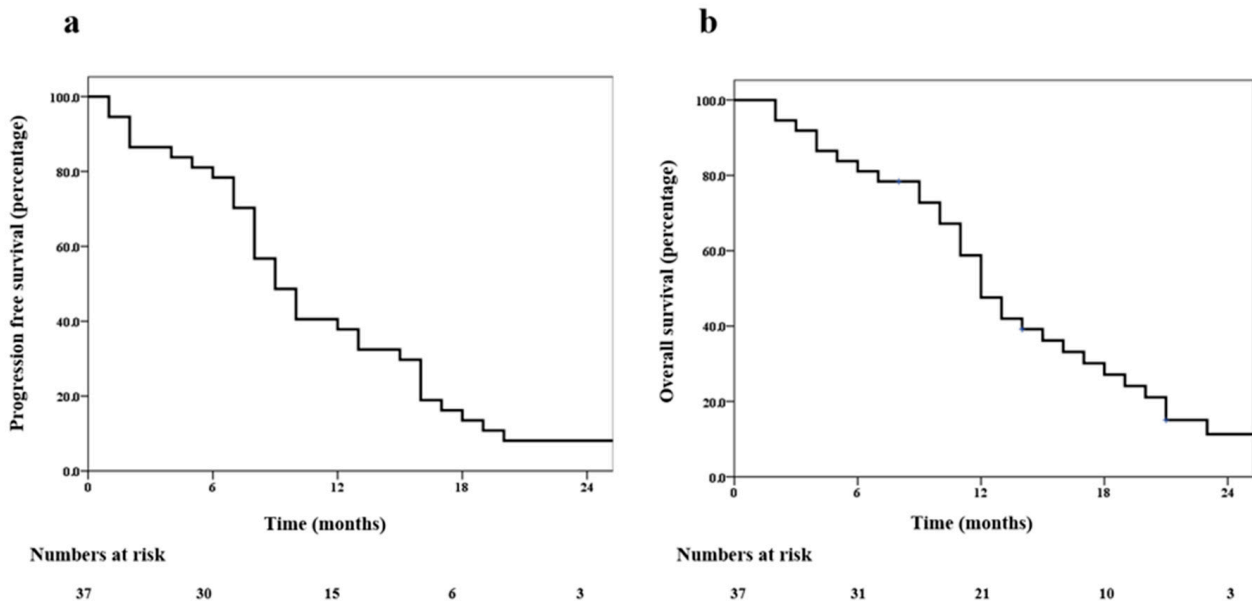 a
Progression free survival (percentage)
100.0
80.0
60.0
40.0
20.0
0.0
0 6 12 18 24
Time (months)
Numbers at risk
37 30 15 6 3
b
Overall survival (percentage)
100.0
80.0
60.0
40.0
20.0
0.0
0 6 12 18 24
Time (months)
Numbers at risk
37 31 21 10 3